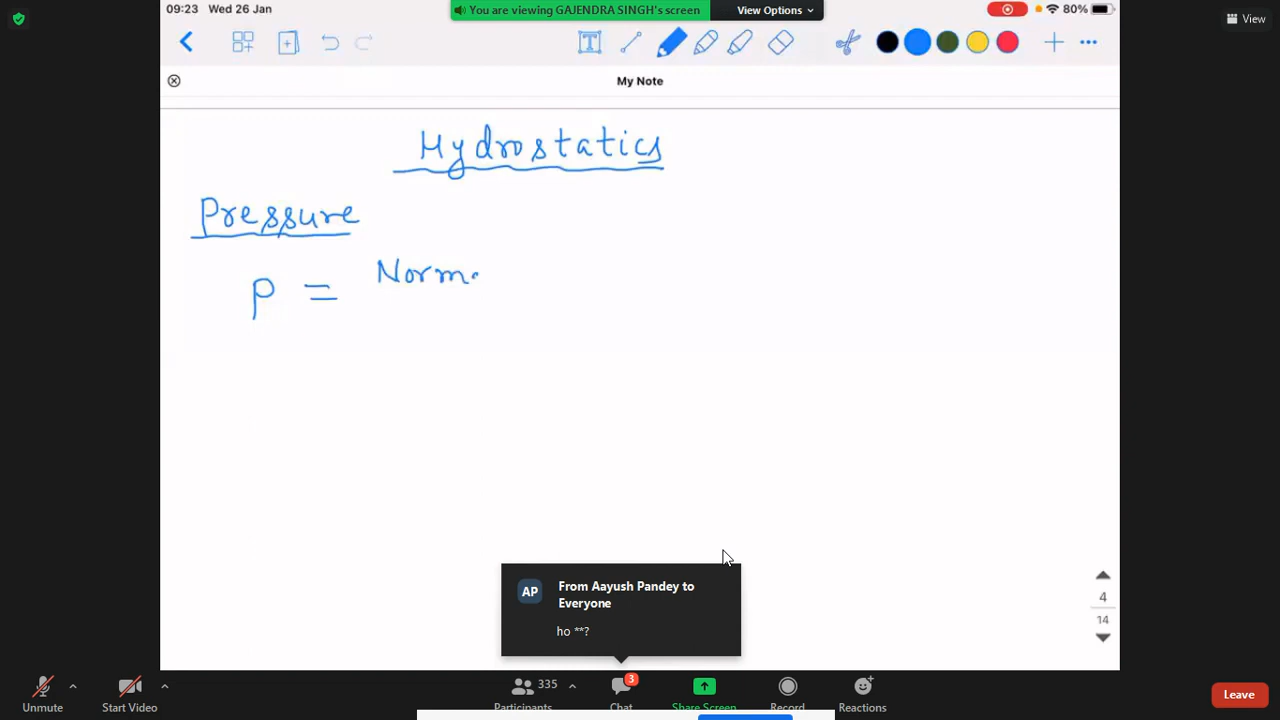 09:23 Wed 26 Jan
You are viewing GAJENDRA SINGH's screen
View Options
80%
View
My Note
Hydrostatics
Pressure
P = Norm
From Aayush Pandey to
Everyone
AP
ho **?
4
14
Unmute
Start Video
335
Participants
3
Chat
Share Screen
Record
Reactions
Leave